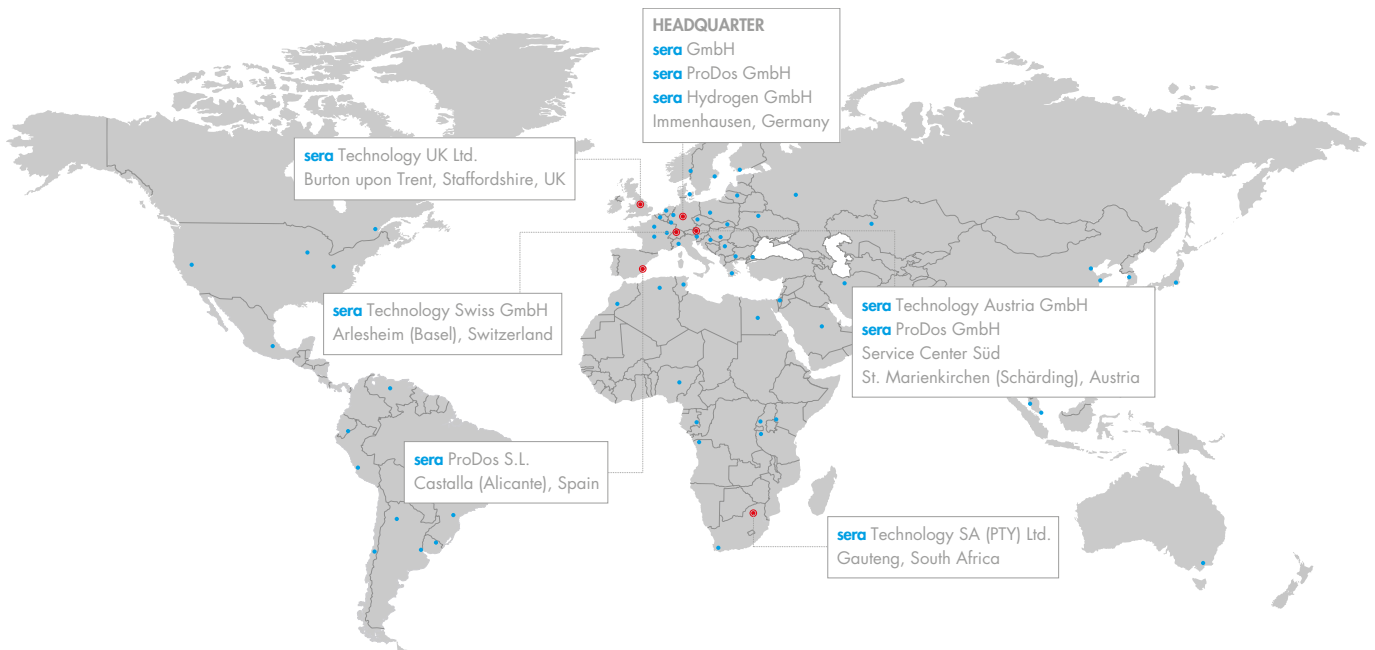 HEADQUARTER
sera GmbH
sera ProDos GmbH
sera Hydrogen GmbH
Immenhausen, Germany
sera Technology UK Ltd.
Burton upon Trent, Staffordshire, UK
sera Technology Swiss GmbH
Arlesheim (Basel), Switzerland
sera Technology Austria GmbH
sera ProDos GmbH
Service Center Süd
St. Marienkirchen (Schärding), Austria
sera ProDos S.L.
Castalla (Alicante), Spain
sera Technology SA (PTY) Ltd.
Gauteng, South Africa